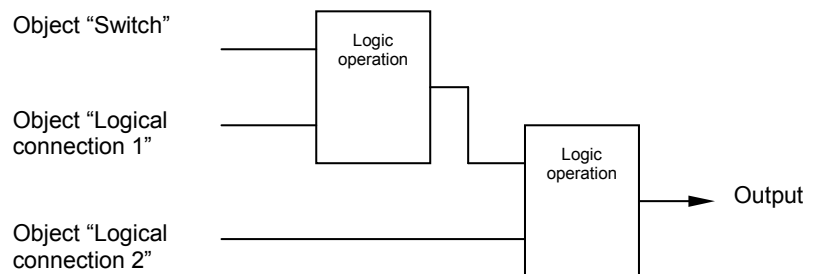 Object “Switch”
Logic
operation
Object “Logical
connection 1”
Logic
operation
Output
Object “Logical
connection 2”